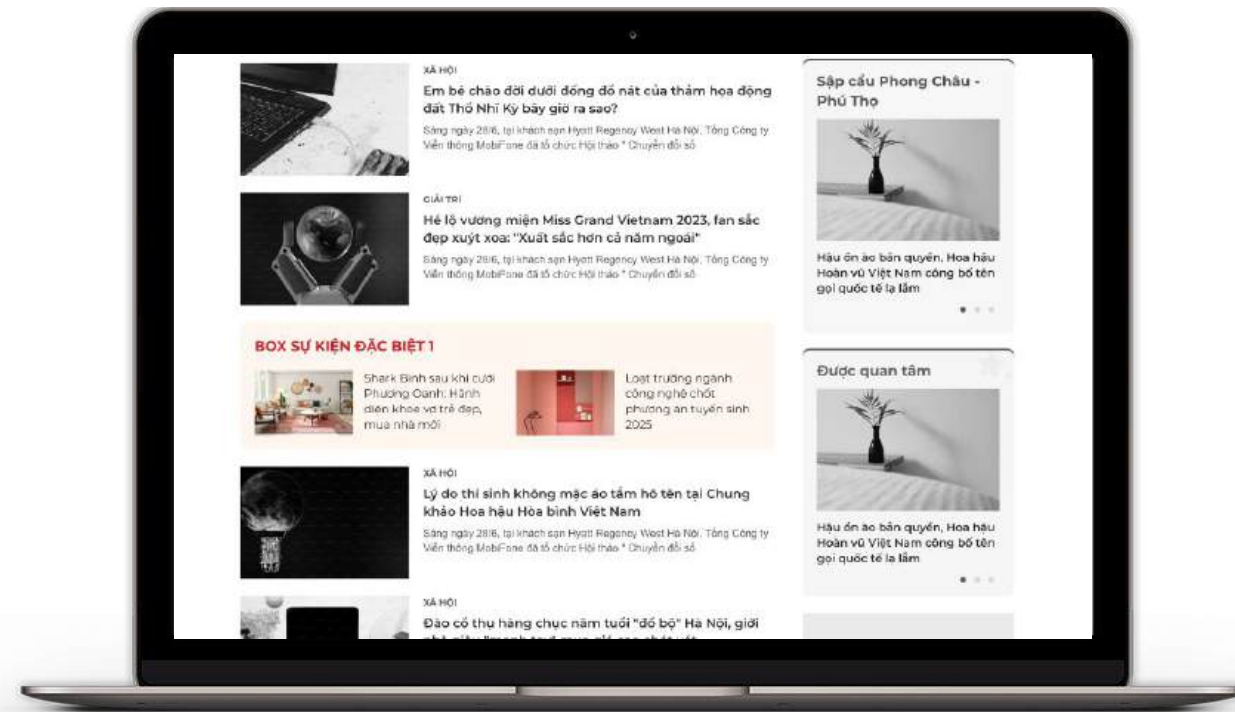 XÃ HỘI
Em bé chào đời dưới đống đổ nát của thảm họa động
đất Thổ Nhĩ Kỳ bây giờ ra sao?
Sáng ngày 28/6, tại khách sạn Hyatt Regency West Hà Nội, Tổng Công ty
Viễn thông MobiFone đã tổ chức Hội thảo " Chuyển đổi số
GIẢI TRÍ
Hé lộ vương miện Miss Grand Vietnam 2023, fan sắc
đẹp xuýt xoa: "Xuất sắc hơn cả năm ngoái"
Sáng ngày 28/6, tại khách sạn Hyatt Regency West Hà Nội, Tổng Công ty
Viễn thông MobiFone đã tổ chức Hội thảo " Chuyển đổi số
BOX SỰ KIỆN ĐẶC BIỆT 1
Shark Bình sau khi cưới
Phương Oanh: Hãnh
diện khoe vợ trẻ đẹp,
mua nhà mới
Loạt trường ngành
công nghệ chốt
phương án tuyển sinh
2025
XÃ HỘI
Lý do thí sinh không mặc áo tắm hô tên tại Chung
khảo Hoa hậu Hòa bình Việt Nam
Sáng ngày 28/6, tại khách sạn Hyatt Regency West Hà Nội, Tổng Công ty
Viễn thông MobiFone đã tổ chức Hội thảo " Chuyển đổi số
XÃ HỘI
Đào cổ thụ hàng chục năm tuổi "đổ bộ" Hà Nội, giới
Sập cầu Phong Châu -
Phú Thọ
Hậu ồn ào bản quyền, Hoa hậu
Hoàn vũ Việt Nam công bố tên
gọi quốc tế lạ lẫm
Được quan tâm
Hậu ồn ào bản quyền, Hoa hậu
Hoàn vũ Việt Nam công bố tên
gọi quốc tế lạ lẫm